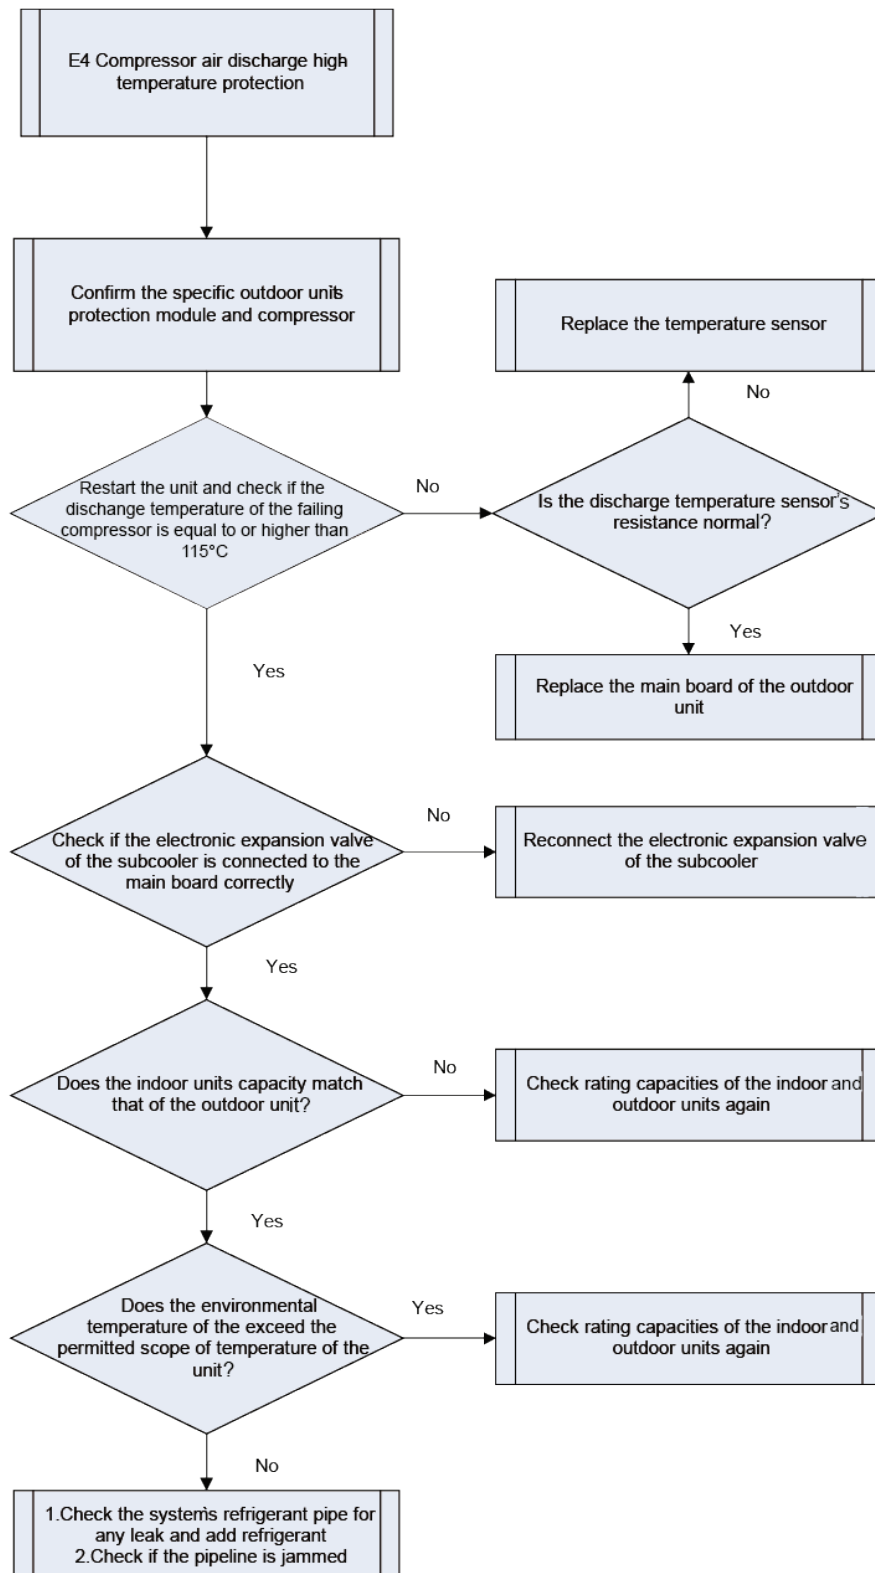 E4 Compressor air discharge high-
temperature protection
Confirm the specific outdoor units
protection module and compressor
Replace the temperature sensor
No
Restart the unit and check if the
dischange temperature of the failing
compressor is equal to or higher than
115°C
No
Is the discharge temperature sensor's
resistance normal?
Yes
Replace the main board of the outdoor
unit
Yes
Check if the electronic expansion valve
of the subcooler is connected to the
main board correctly
No
Reconnect the electronic expansion valve
of the subcooler
Yes
Does the indoor units capacity match
that of the outdoor unit?
No
Check rating capacities of the indoor and
outdoor units again
Yes
Does the environmental
temperature of the exceed the
permitted scope of temperature of the
unit?
Yes
Check rating capacities of the indoor and
outdoor units again
No
1.Check the system's refrigerant pipe for
any leak and add refrigerant
2.Check if the pipeline is jammed